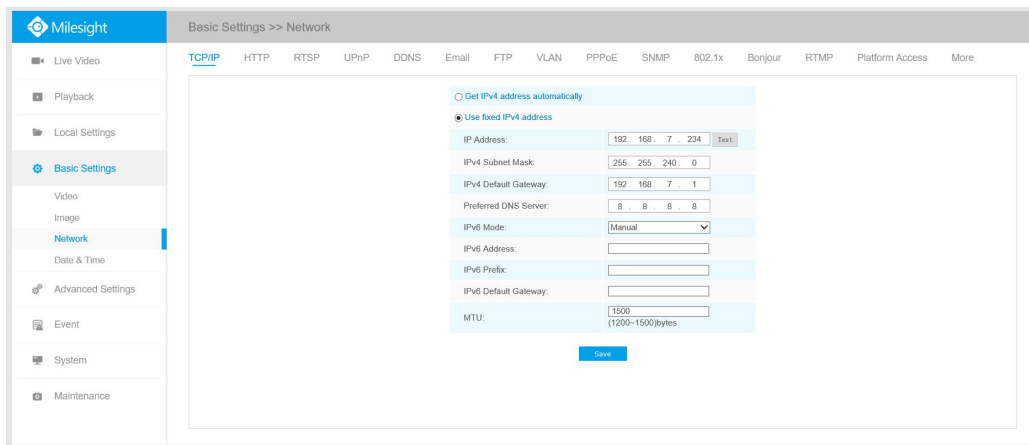 Milesight
Basic Settings >> Network
Live Video
Playback
Local Settings
Basic Settings
Video
Image
Network
Date & Time
Advanced Settings
Event
System
Maintenance
TCP/IP HTTP RTSP UPnP DDNS Email FTP VLAN PPPoE SNMP 802.1x Bonjour RTMP Platform Access More
Get IPv4 address automatically
Use fixed IPv4 address
IP Address: 192. 168. 7 . 234 Test
IPv4 Subnet Mask: 255. 255. 240. 0
IPv4 Default Gateway: 192. 168. 7 . 1
Preferred DNS Server: 8 . 8 . 8 . 8
IPv6 Mode: Manual
IPv6 Address:
IPv6 Prefix:
IPv6 Default Gateway:
MTU: 1500
(1200~1500)bytes
Save